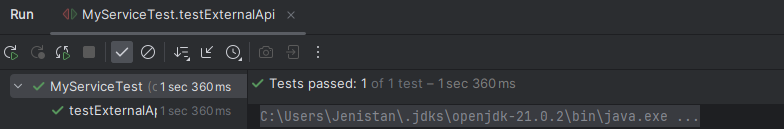 Run MyServiceTest.testExternalApi
MyServiceTest (c 1 sec 360 ms
testExternalAp 1 sec 360 ms
Tests passed: 1 of 1 test – 1 sec 360 ms
C:\Users\Jenistan\.jdks\openjdk-21.0.2\bin\java.exe ...